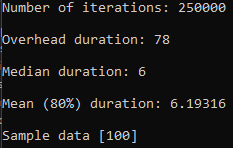 Number of iterations: 250000
Overhead duration: 78
Median duration: 6
Mean (80%) duration: 6.19316
Sample data [100]